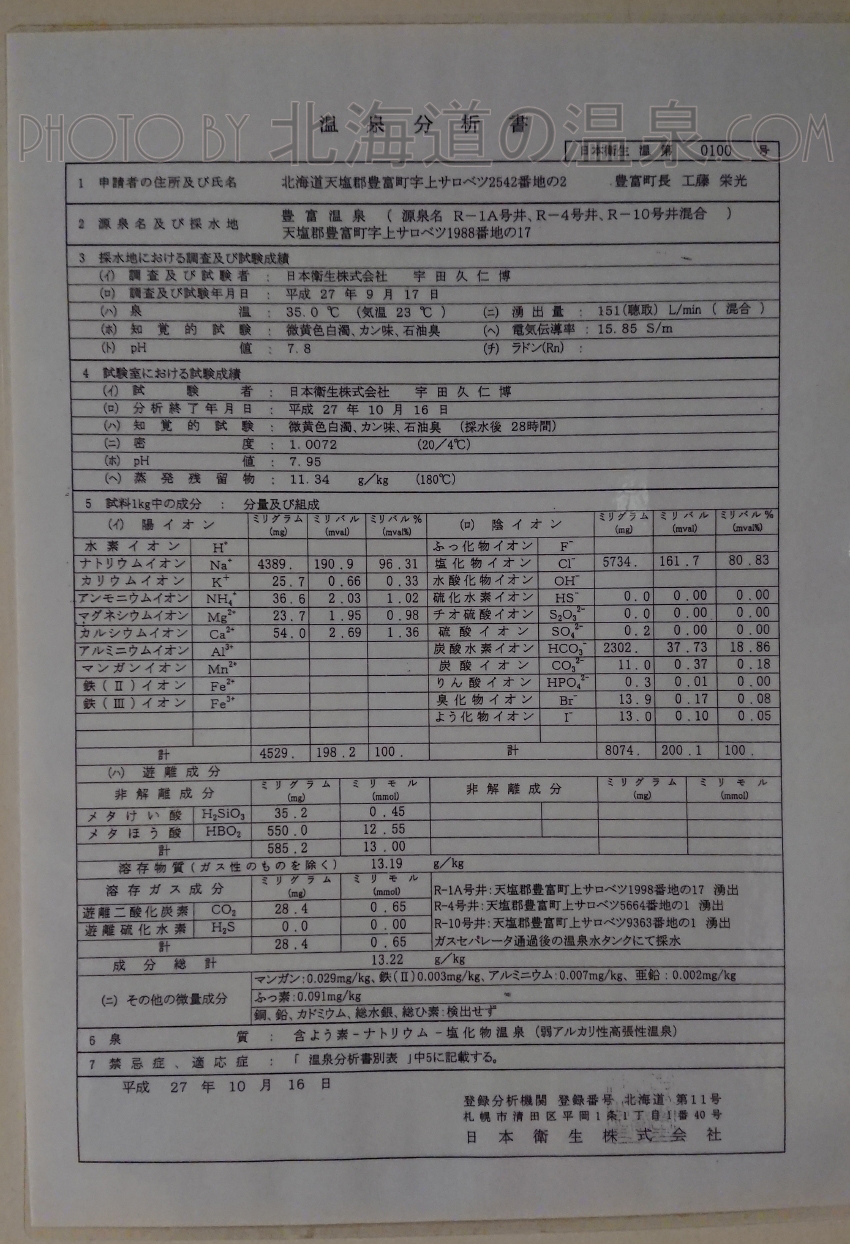 PHOTO BY 北海道の温泉.COM
温泉分析書
日本衛生 温 第 0100 号
1 申請者の住所及び氏名 北海道天塩郡豊富町字上サロベツ2542番地の2 豊富町長 工藤 栄光
2 源泉名及び採水地 豊富温泉 ( 源泉名 R-1A号井、R-4号井、R-10号井混合 )
天塩郡豊富町字上サロベツ1988番地の17
3 採水地における調査及び試験成績
(イ) 調査及び試験者 : 日本衛生株式会社 宇田久仁博
(ロ) 調査及び試験年月日 : 平成 27 年 9 月 17 日
(ハ) 泉温 : 35.0 ℃ (気温 23 ℃ ) (ニ) 湧出量 : 151(聴取) L/min ( 混合 )
(ホ) 知覚的試験 : 微黄色白濁、カン味、石油臭 (ヘ) 電気伝導率 : 15.85 S/m
(ト) pH値 : 7.8 (チ) ラドン(Rn) :
4 試験室における試験成績
(イ) 試験者 : 日本衛生株式会社 宇田久仁博
(ロ) 分析終了年月日 : 平成 27 年 10 月 16 日
(ハ) 知覚的試験 : 微黄色白濁、カン味、石油臭 (採水後 28時間)
(ニ) 密度 : 1.0072 (20/4℃)
(ホ) pH値 : 7.95
(ヘ) 蒸発残留物 : 11.34 g/kg (180℃)
5 試料1kg中の成分 : 分量及び組成
(イ) 陽イオン ミリグラム (mg) ミリバル (mval) ミリバル% (mval%) (ロ) 陰イオン ミリグラム (mg) ミリバル (mval) ミリバル% (mval%)
水素イオン H⁺ ふっ化物イオン F⁻
ナトリウムイオン Na⁺ 4389. 190.9 96.31 塩化物イオン Cl⁻ 5734. 161.7 80.83
カリウムイオン K⁺ 25.7 0.66 0.33 水酸化物イオン OH⁻
アンモニウムイオン NH₄⁺ 36.6 2.03 1.02 硫化水素イオン HS⁻ 0.0 0.00 0.00
マグネシウムイオン Mg²⁺ 23.7 1.95 0.98 チオ硫酸イオン S₂O₃²⁻ 0.0 0.00 0.00
カルシウムイオン Ca²⁺ 54.0 2.69 1.36 硫酸イオン SO₄²⁻ 0.2 0.00 0.00
アルミニウムイオン Al³⁺ 炭酸水素イオン HCO₃⁻ 2302. 37.73 18.86
マンガンイオン Mn²⁺ 炭酸イオン CO₃²⁻ 11.0 0.37 0.18
鉄(Ⅱ)イオン Fe²⁺ りん酸イオン HPO₄²⁻ 0.3 0.01 0.00
鉄(Ⅲ)イオン Fe³⁺ 臭化物イオン Br⁻ 13.9 0.17 0.08
よう化物イオン I⁻ 13.0 0.10 0.05
計 4529. 198.2 100. 計 8074. 200.1 100.
(ハ) 遊離成分
非解離成分 ミリグラム (mg) ミリモル (mmol) 非解離成分 ミリグラム (mg) ミリモル (mmol)
メタけい酸 H₂SiO₃ 35.2 0.45
メタほう酸 HBO₂ 550.0 12.55
計 585.2 13.00
溶存物質(ガス性のものを除く) 13.19 g/kg
溶存ガス成分 ミリグラム (mg) ミリモル (mmol)
R-1A号井:天塩郡豊富町上サロベツ1998番地の17 湧出
遊離二酸化炭素 CO₂ 28.4 0.65 R-4号井:天塩郡豊富町上サロベツ5664番地の1 湧出
遊離硫化水素 H₂S 0.0 0.00 R-10号井:天塩郡豊富町上サロベツ9363番地の1 湧出
計 28.4 0.65 ガスセパレータ通過後の温泉水タンクにて採水
成分総計 13.22 g/kg
(ニ) その他の微量成分 マンガン:0.029mg/kg、鉄(Ⅱ)0.003mg/kg、アルミニウム:0.007mg/kg、亜鉛:0.002mg/kg
ふっ素:0.091mg/kg
銅、鉛、カドミウム、総水銀、総ひ素:検出せず
6 泉質 : 含よう素-ナトリウム-塩化物温泉 (弱アルカリ性高張性温泉)
7 禁忌症、適応症 : 「 温泉分析書別表 」中5に記載する。
平成 27 年 10 月 16 日
登録分析機関 登録番号 北海道 第11号
札幌市清田区平岡1条1丁目1番40号
日本衛生株式会社